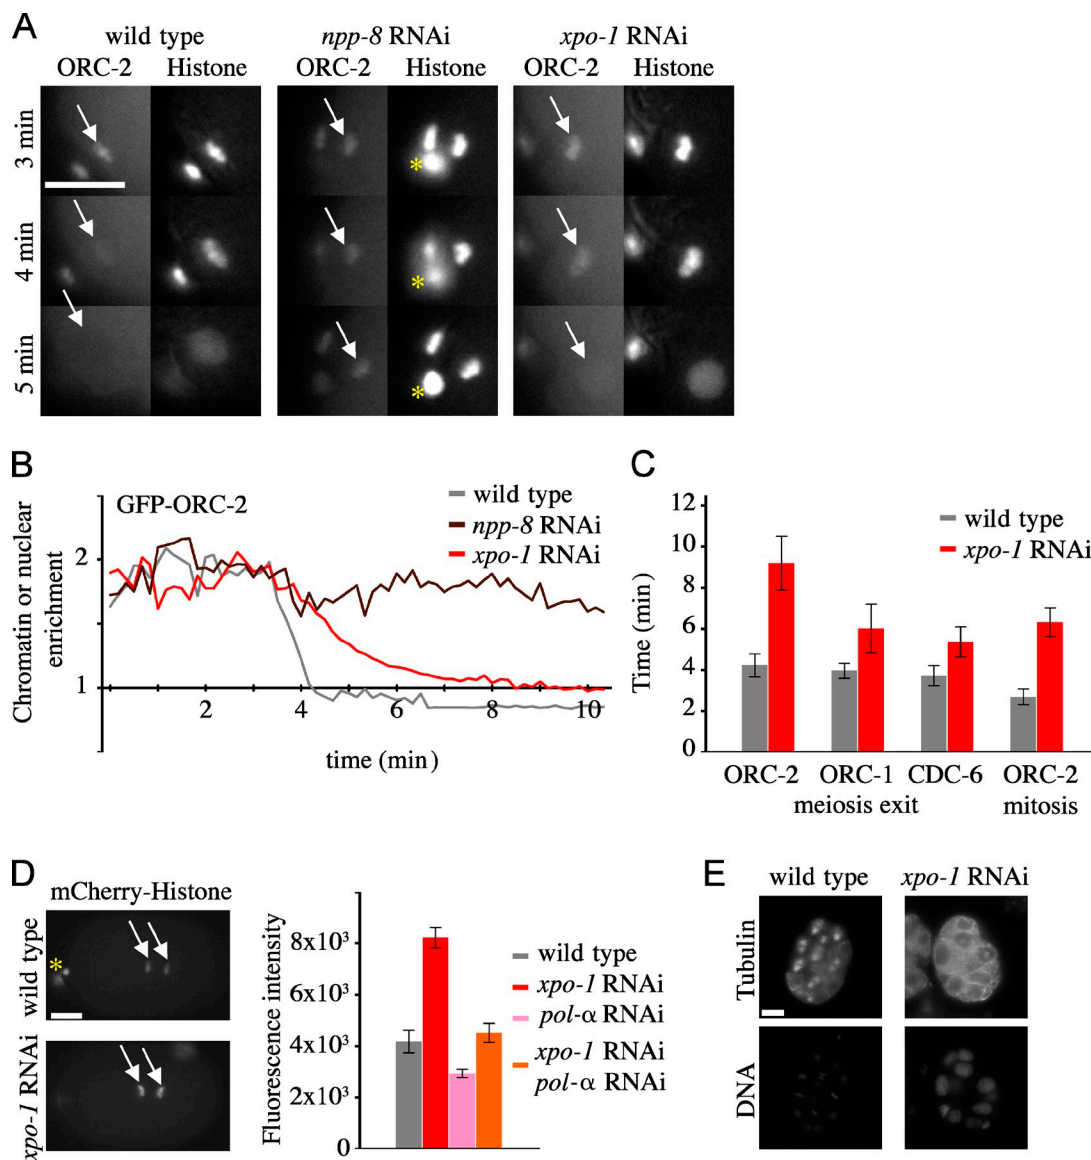 A
wild type
npp-8 RNAi
xpo-1 RNAi
ORC-2 Histone ORC-2 Histone ORC-2 Histone
3 min
*
4 min
*
5 min
*
B
GFP-ORC-2
wild type
npp-8 RNAi
xpo-1 RNAi
Chromatin or nuclear
enrichment
2
1
2 4 6 8 10
time (min)
C
wild type
xpo-1 RNAi
Time (min)
12
10
8
6
4
2
0
ORC-2 ORC-1 CDC-6 ORC-2
meiosis exit mitosis
D
mCherry-Histone
wild type
*
xpo-1 RNAi
Fluorescence intensity
8x10³
6x10³
4x10³
2x10³
0
wild type
xpo-1 RNAi
pol-α RNAi
xpo-1 RNAi
pol-α RNAi
E
wild type xpo-1 RNAi
Tubulin
DNA